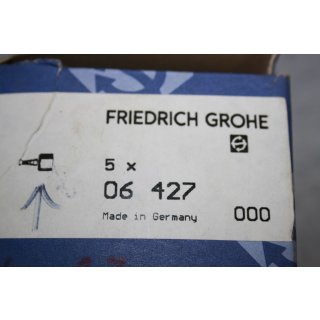 FRIEDRICH GROHE
5 x
06 427
Made in Germany 000